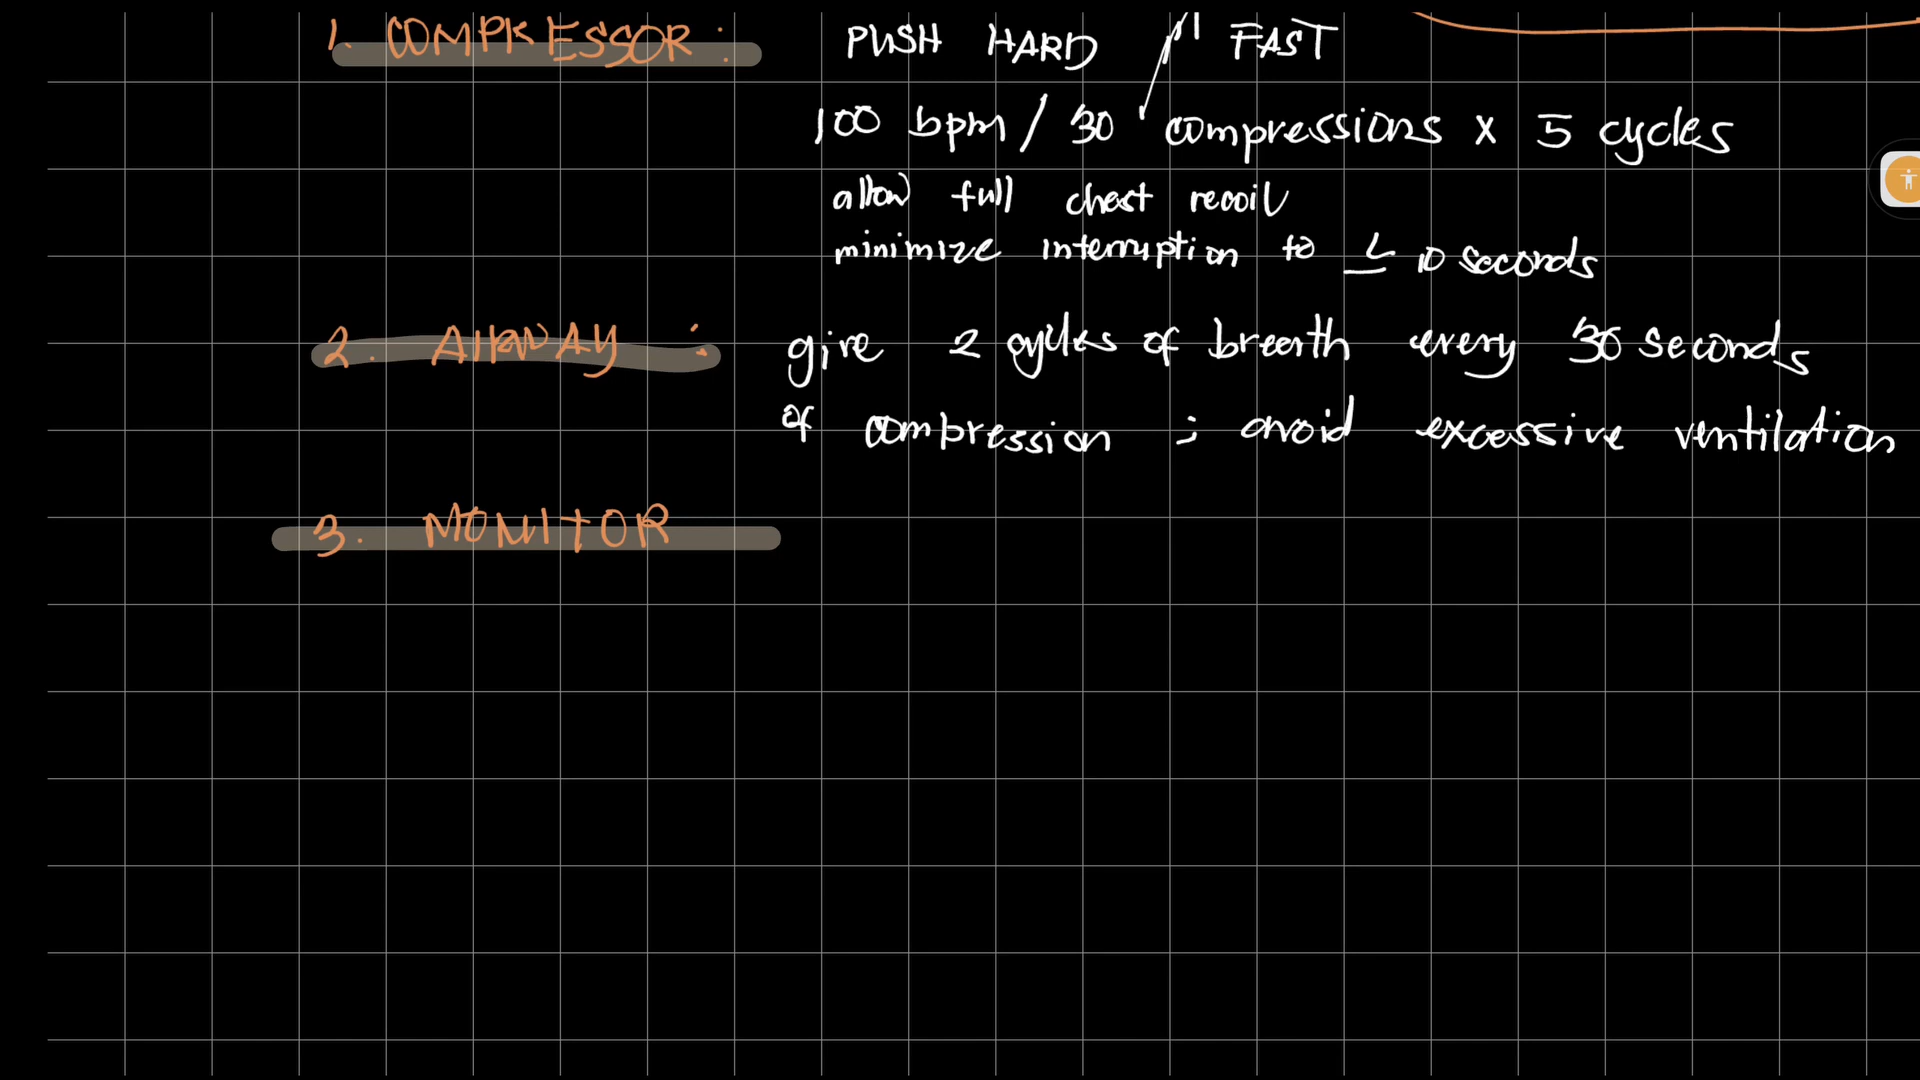 1. COMPRESSOR: PUSH HARD // FAST
100 bpm / 30 compressions x 5 cycles
allow full chest recoil
minimize interruption to ≤ 10 seconds
2. AIRWAY : give 2 cycles of breath every 30 seconds
of compression ; avoid excessive ventilation
3. MONITOR